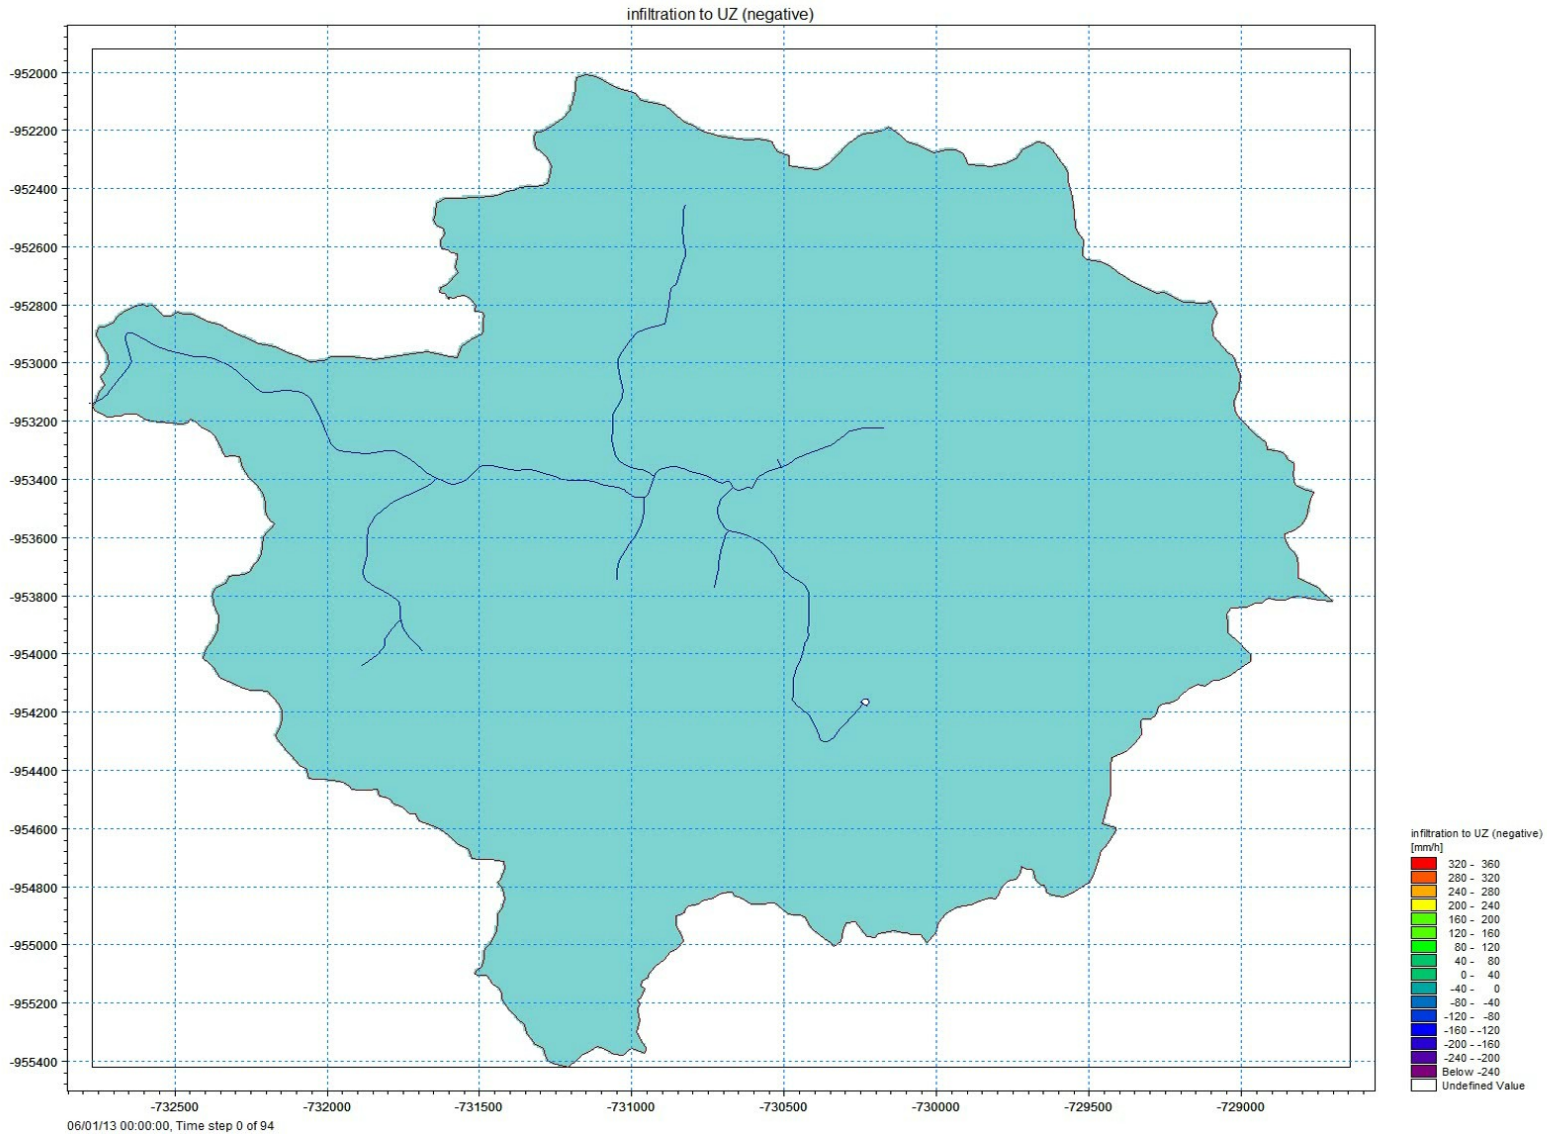 infiltration to UZ (negative)
-952000
-952200
-952400
-952600
-952800
-953000
-953200
-953400
-953600
-953800
-954000
-954200
-954400
-954600
-954800
-955000
-955200
-955400
-732500 -732000 -731500 -731000 -730500 -730000 -729500 -729000
infiltration to UZ (negative)
[mm/h]
320 - 360
280 - 320
240 - 280
200 - 240
160 - 200
120 - 160
80 - 120
40 - 80
0 - 40
-40 - 0
-80 - -40
-120 - -80
-160 - -120
-200 - -160
-240 - -200
Below -240
Undefined Value
06/01/13 00:00:00, Time step 0 of 94